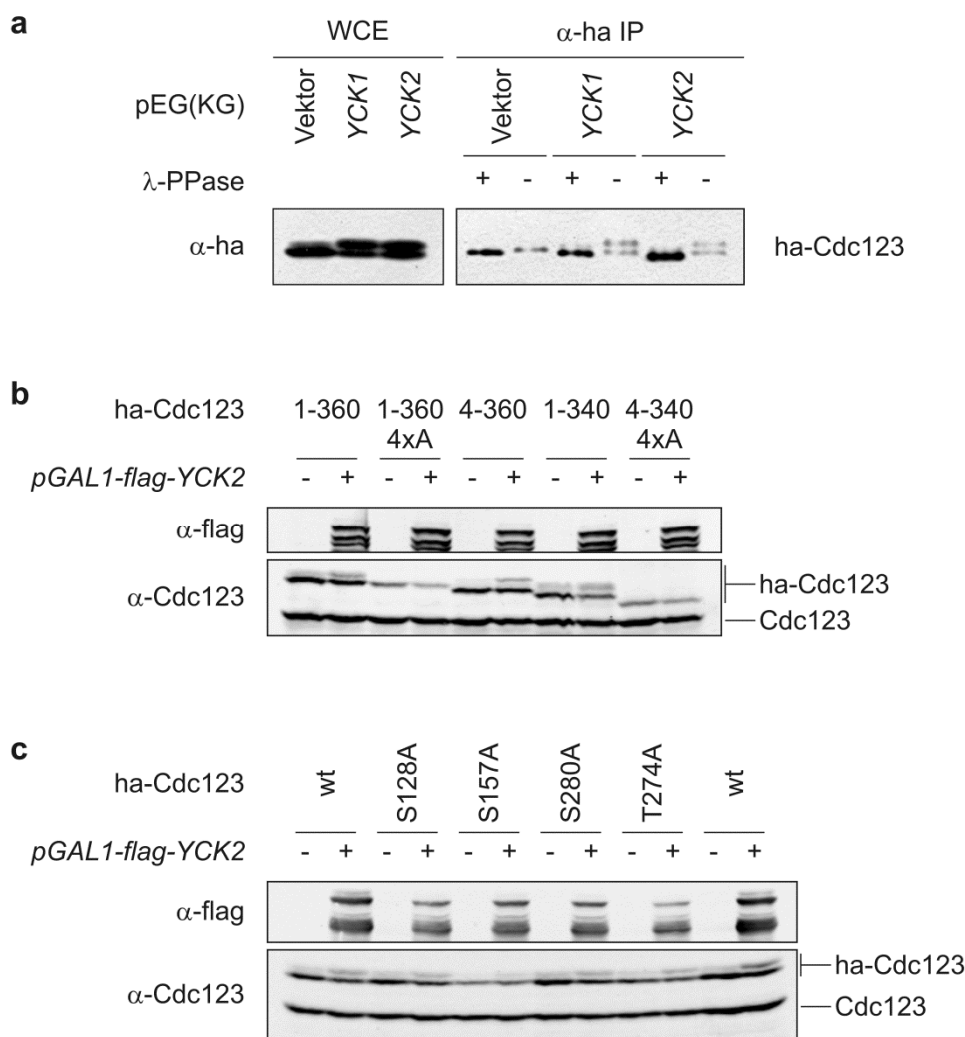 a
WCE α-ha IP
pEG(KG) Vektor YCK1 YCK2 Vektor YCK1 YCK2
λ-PPase + - + - + -
α-ha ha-Cdc123
b
ha-Cdc123 1-360 1-360 4-360 1-340 4-340
4xA 4xA
pGAL1-flag-YCK2 - + - + - + - + - +
α-flag
α-Cdc123 ha-Cdc123
Cdc123
c
ha-Cdc123 wt S128A S157A S280A T274A wt
pGAL1-flag-YCK2 - + - + - + - + - + - +
α-flag
α-Cdc123 ha-Cdc123
Cdc123